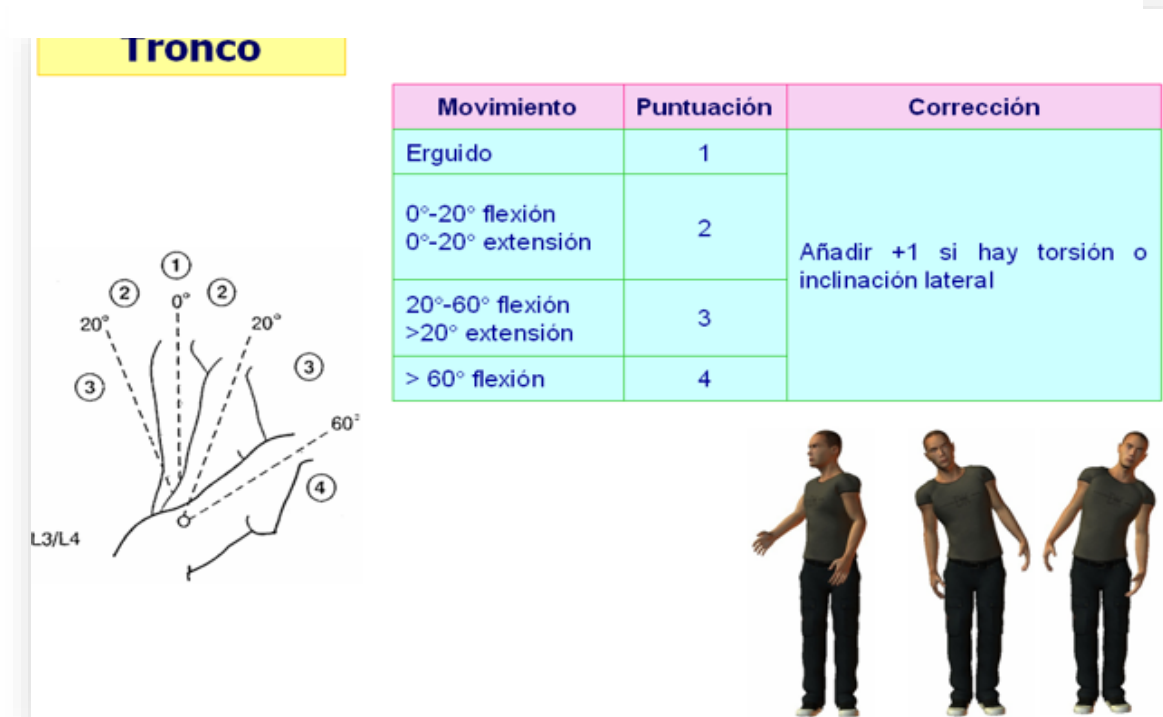 Tronco
Movimiento Puntuación Corrección
Erguido 1
0°-20° flexión
0°-20° extensión
2
Añadir +1 si hay torsión o
inclinación lateral
20°-60° flexión
>20° extensión
3
> 60° flexión 4
1
2 0° 2
20° 20°
3 3
60°
4
L3/L4